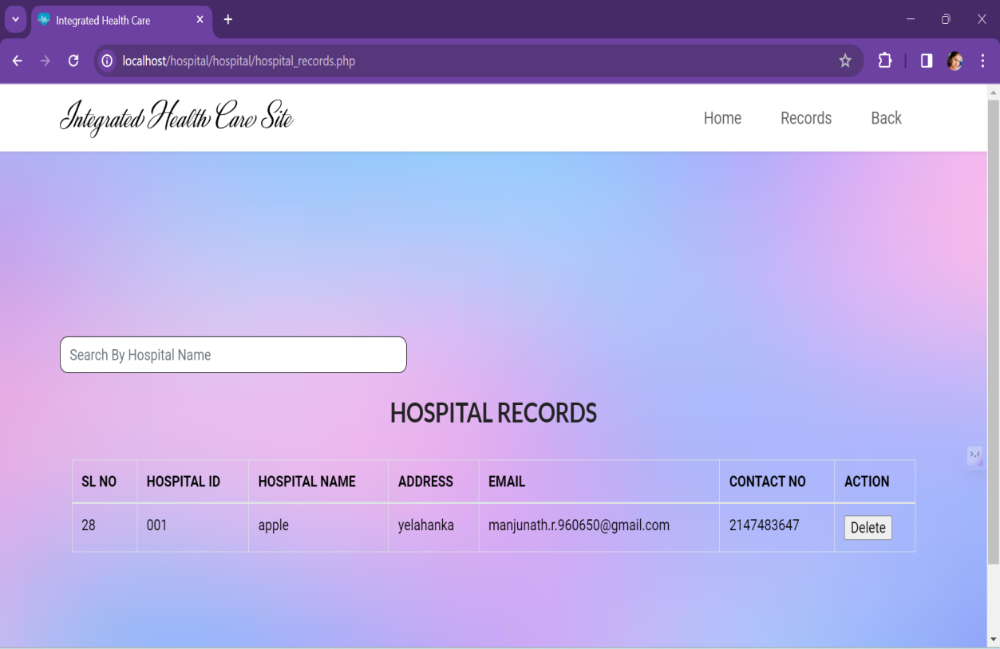 Integrated Health Care
localhost/hospital/hospital/hospital_records.php
Integrated Health Care Site
Home Records Back
Search By Hospital Name
HOSPITAL RECORDS
SL NO HOSPITAL ID HOSPITAL NAME ADDRESS EMAIL CONTACT NO ACTION
28 001 apple yelahanka manjunath.r.960650@gmail.com 2147483647 Delete